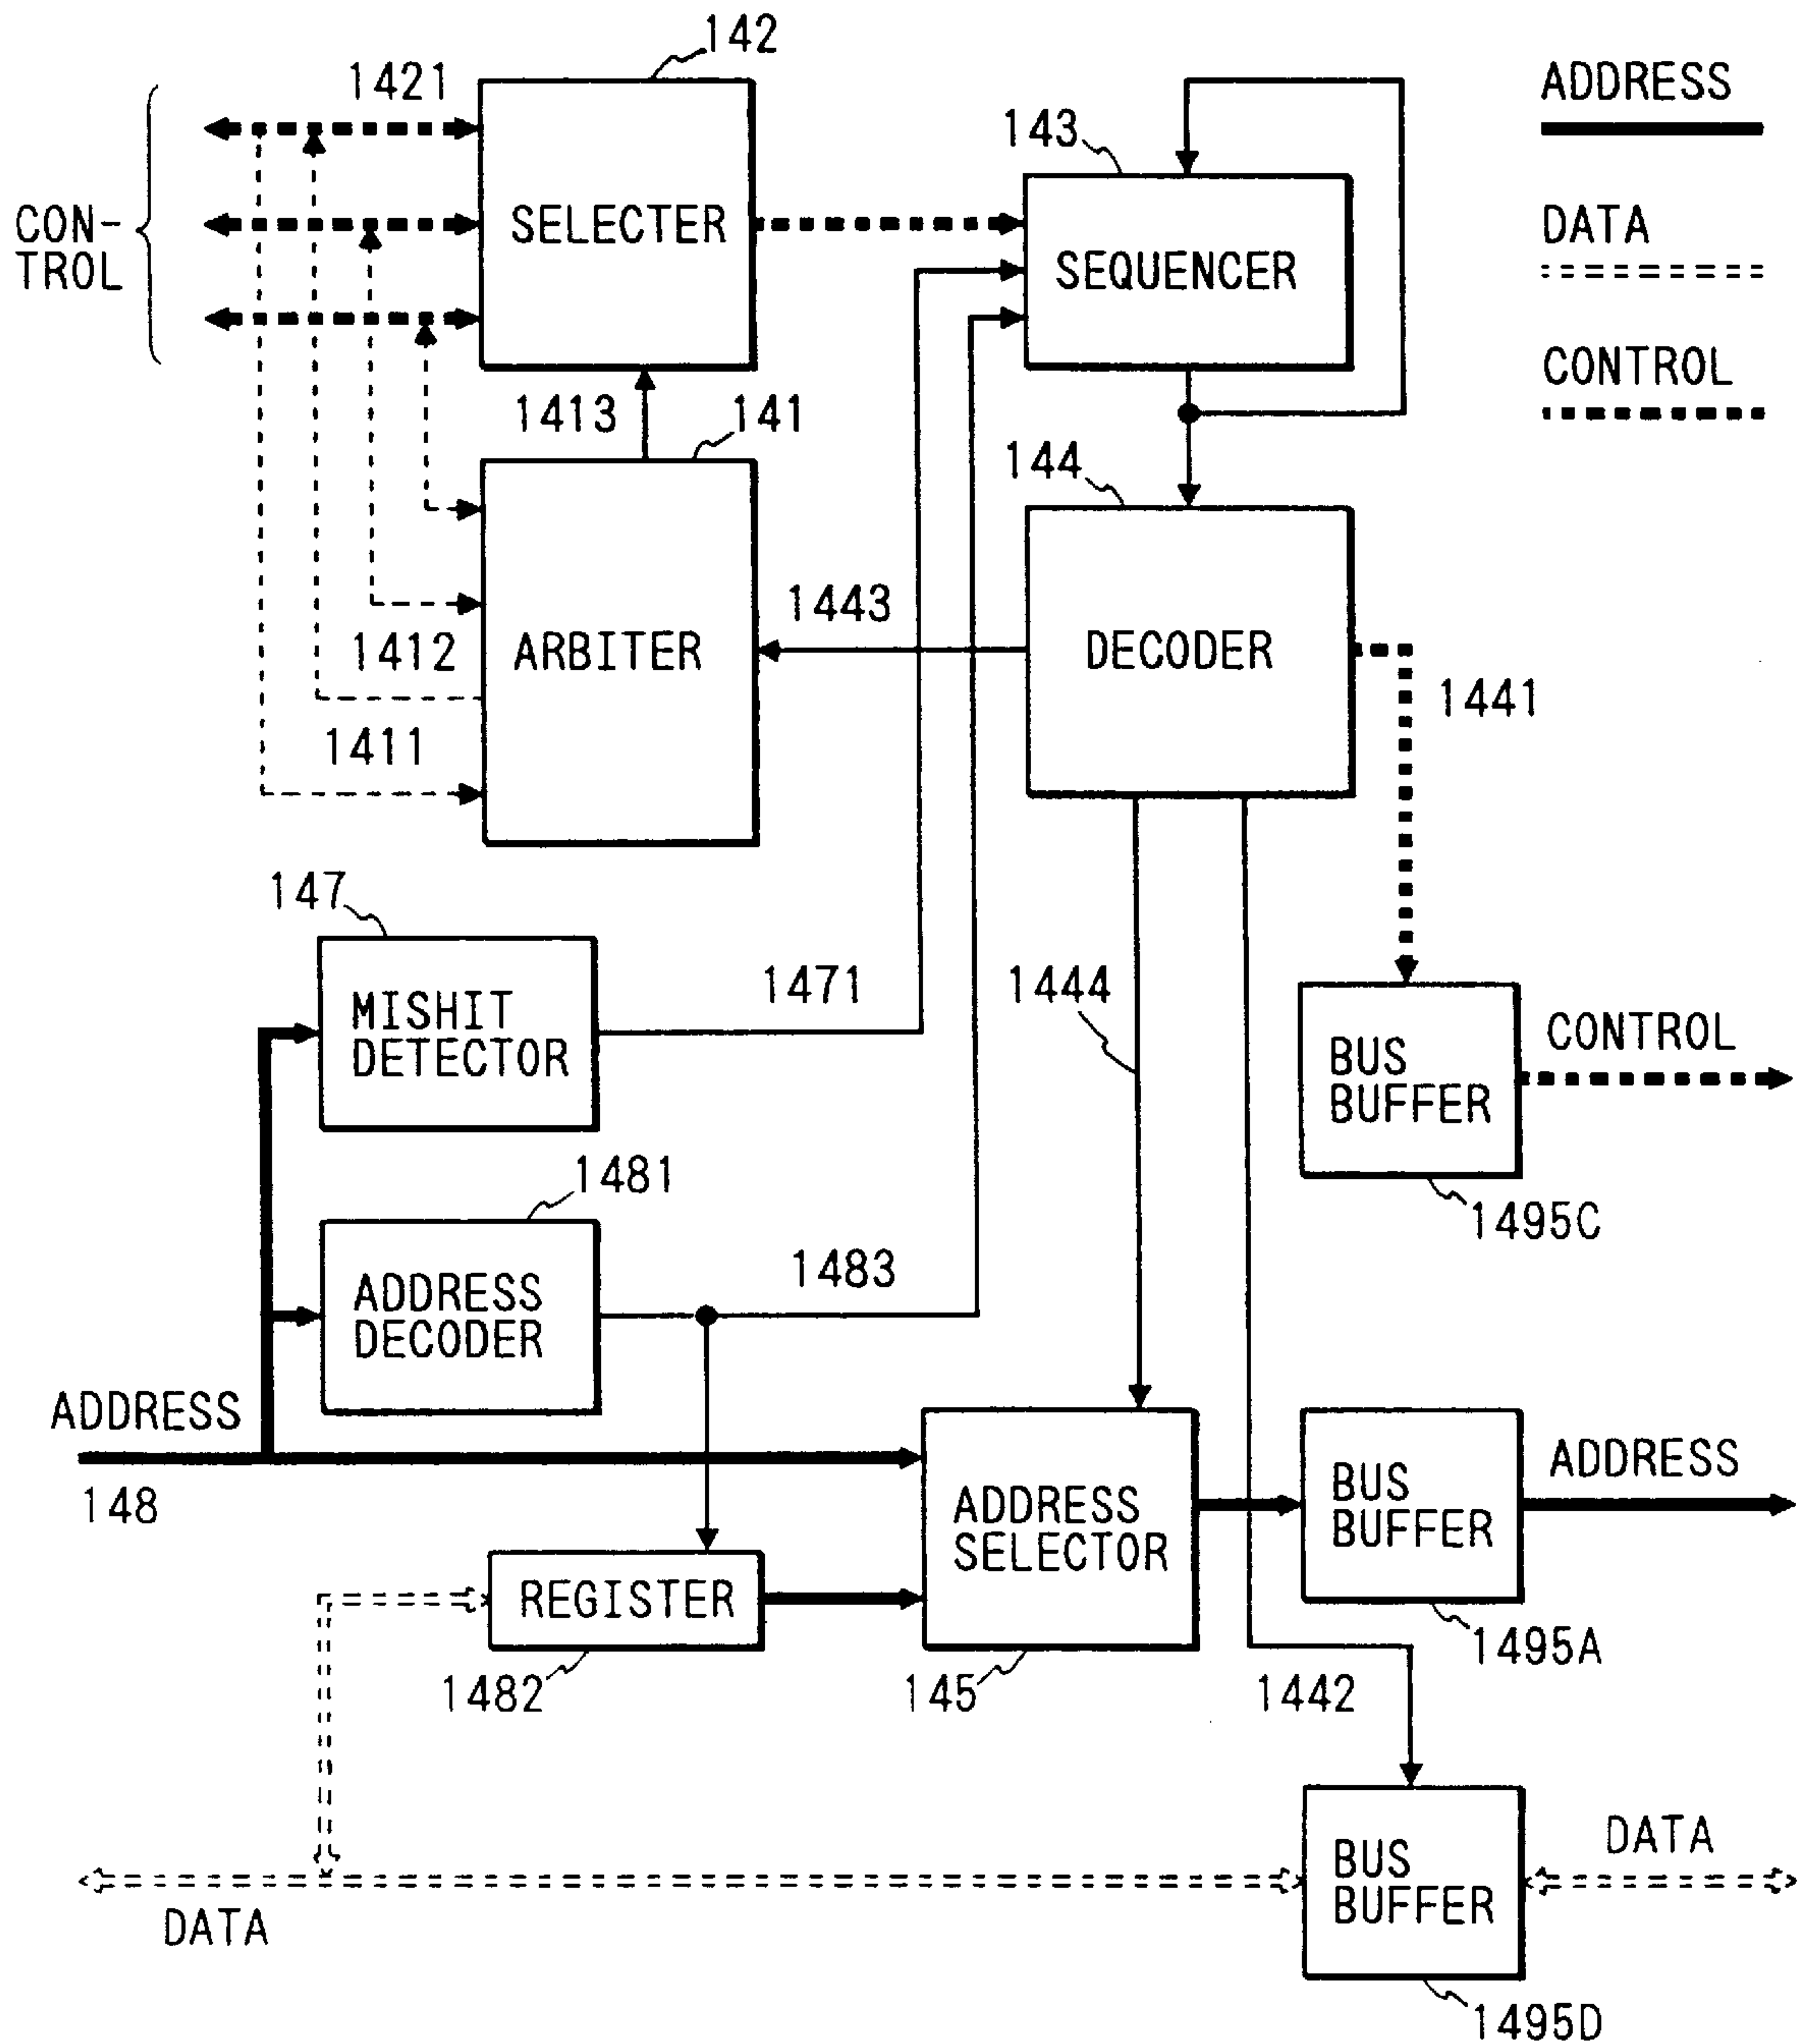 142
1421
ADDRESS
143
CON-
TROL
SELECTER
DATA
SEQUENCER
CONTROL
1413
141
144
1443
ARBITER
DECODER
1412
1441
1411
147
1471
1444
MISHIT
DETECTOR
CONTROL
BUS
BUFFER
1481
1495C
1483
ADDRESS
DECODER
ADDRESS
148
ADDRESS
BUS
BUFFER
ADDRESS
SELECTOR
REGISTER
1495A
1482
145
1442
DATA
BUS
BUFFER
DATA
1495D